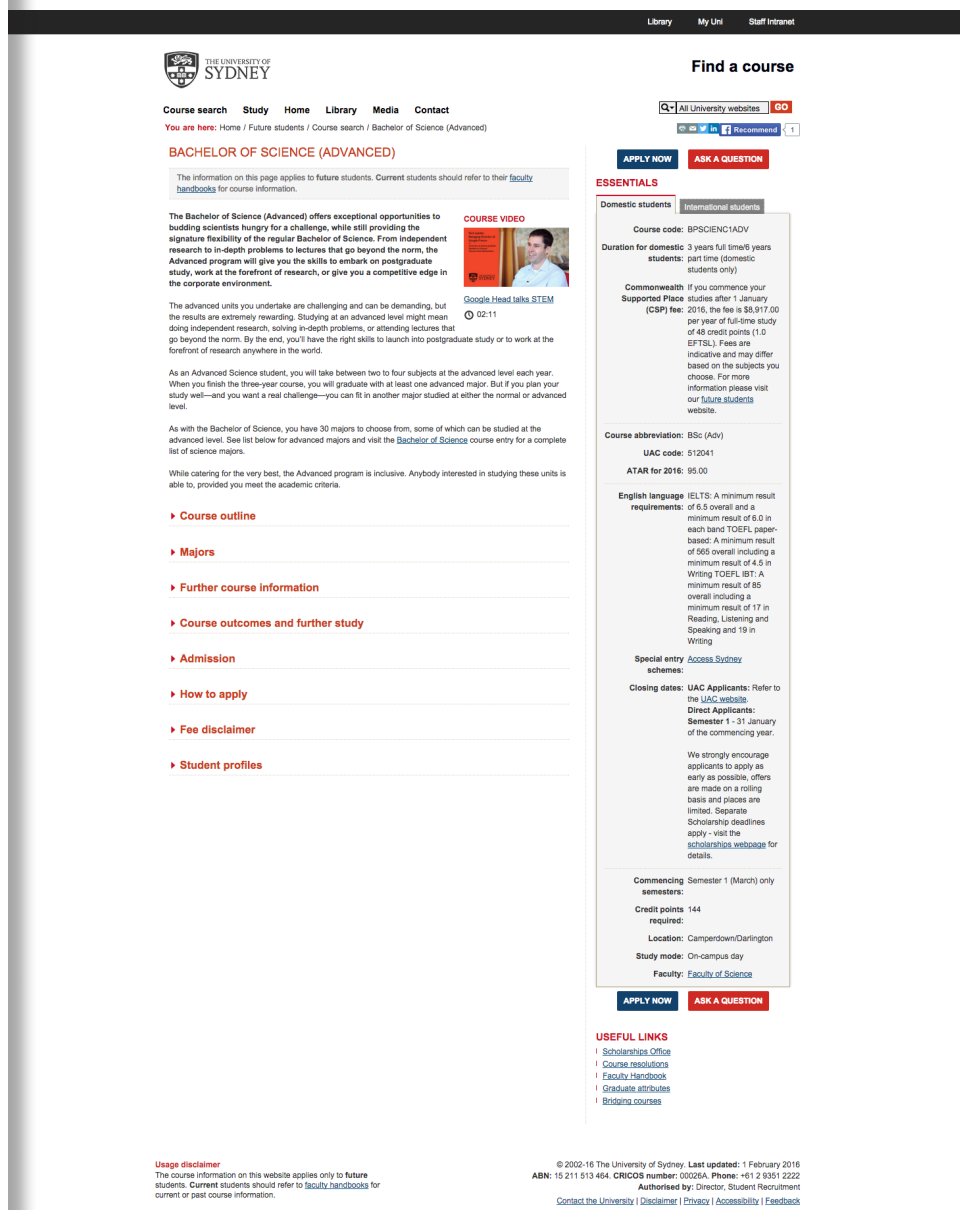 Library My Uni Staff Intranet
THE UNIVERSITY OF
SYDNEY
Find a course
Course search Study Home Library Media Contact
All University websites GO
You are here: Home / Future students / Course search / Bachelor of Science (Advanced)
in Recommend 1
BACHELOR OF SCIENCE (ADVANCED)
The information on this page applies to future students. Current students should refer to their faculty
handbooks for course information.
The Bachelor of Science (Advanced) offers exceptional opportunities to
budding scientists hungry for a challenge, while still providing the
signature flexibility of the regular Bachelor of Science. From independent
research to in-depth problems to lectures that go beyond the norm, the
Advanced program will give you the skills to embark on postgraduate
study, work at the forefront of research, or give you a competitive edge in
the corporate environment.
COURSE VIDEO
SYDNEY
Google Head talks STEM
02:11
The advanced units you undertake are challenging and can be demanding, but
the results are extremely rewarding. Studying at an advanced level might mean
doing independent research, solving in-depth problems, or attending lectures that
go beyond the norm. By the end, you'll have the right skills to launch into postgraduate study or to work at the
forefront of research anywhere in the world.
As an Advanced Science student, you will take between two to four subjects at the advanced level each year.
When you finish the three-year course, you will graduate with at least one advanced major. But if you plan your
study well—and you want a real challenge—you can fit in another major studied at either the normal or advanced
level.
As with the Bachelor of Science, you have 30 majors to choose from, some of which can be studied at the
advanced level. See list below for advanced majors and visit the Bachelor of Science course entry for a complete
list of science majors.
While catering for the very best, the Advanced program is inclusive. Anybody interested in studying these units is
able to, provided you meet the academic criteria.
Course outline
Majors
Further course information
Course outcomes and further study
Admission
How to apply
Fee disclaimer
Student profiles
APPLY NOW ASK A QUESTION
ESSENTIALS
Domestic students International students
Course code: BPSCIENC1ADV
Duration for domestic 3 years full time/6 years
students: part time (domestic
students only)
Commonwealth If you commence your
Supported Place studies after 1 January
(CSP) fee: 2016, the fee is $8,917.00
per year of full-time study
of 48 credit points (1.0
EFTSL). Fees are
indicative and may differ
based on the subjects you
choose. For more
information please visit
our future students
website.
Course abbreviation: BSc (Adv)
UAC code: 512041
ATAR for 2016: 95.00
English language IELTS: A minimum result
requirements: of 6.5 overall and a
minimum result of 6.0 in
each band TOEFL paper-
based: A minimum result
of 565 overall including a
minimum result of 4.5 in
Writing TOEFL IBT: A
minimum result of 85
overall including a
minimum result of 17 in
Reading, Listening and
Speaking and 19 in
Writing
Special entry Access Sydney
schemes:
Closing dates: UAC Applicants: Refer to
the UAC website.
Direct Applicants:
Semester 1 - 31 January
of the commencing year.
We strongly encourage
applicants to apply as
early as possible, offers
are made on a rolling
basis and places are
limited. Separate
Scholarship deadlines
apply - visit the
scholarships webpage for
details.
Commencing Semester 1 (March) only
semesters:
Credit points 144
required:
Location: Camperdown/Darlington
Study mode: On-campus day
Faculty: Faculty of Science
APPLY NOW ASK A QUESTION
USEFUL LINKS
Scholarships Office
Course resolutions
Faculty Handbook
Graduate attributes
Bridging courses
Usage disclaimer
The course information on this website applies only to future
students. Current students should refer to faculty handbooks for
current or past course information.
© 2002-16 The University of Sydney. Last updated: 1 February 2016
ABN: 15 211 513 464. CRICOS number: 00026A. Phone: +61 2 9351 2222
Authorised by: Director, Student Recruitment
Contact the University | Disclaimer | Privacy | Accessibility | Feedback